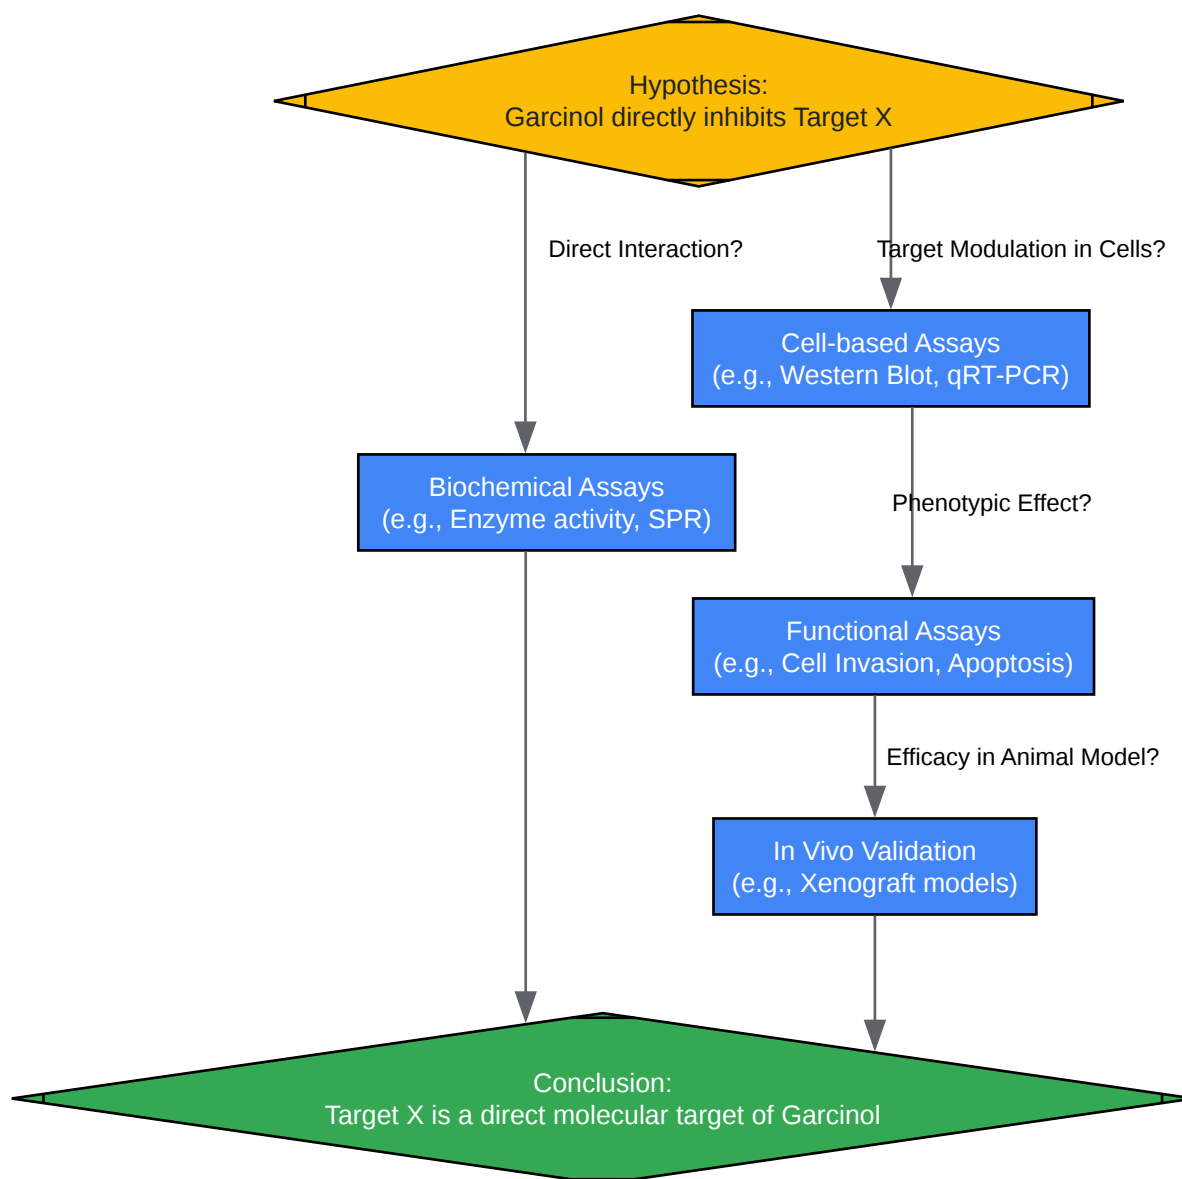 Hypothesis:
Garcinol directly inhibits Target X
Direct Interaction?
Target Modulation in Cells?
Cell-based Assays
(e.g., Western Blot, qRT-PCR)
Biochemical Assays
(e.g., Enzyme activity, SPR)
Phenotypic Effect?
Functional Assays
(e.g., Cell Invasion, Apoptosis)
Efficacy in Animal Model?
In Vivo Validation
(e.g., Xenograft models)
Conclusion:
Target X is a direct molecular target of Garcinol